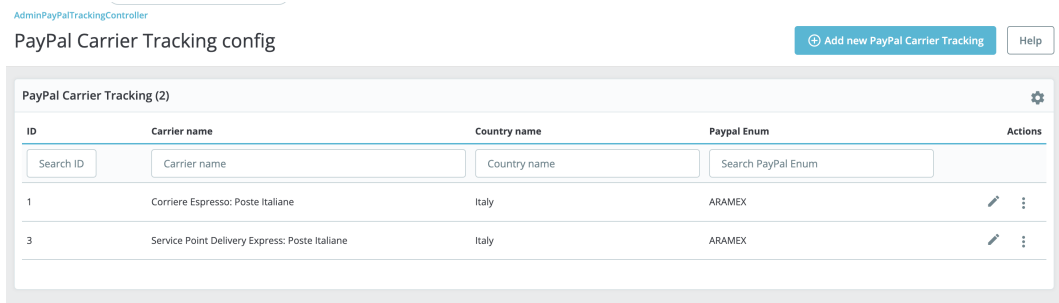 AdminPayPalTrackingController
PayPal Carrier Tracking config
Add new PayPal Carrier Tracking
Help
PayPal Carrier Tracking (2)
ID Carrier name Country name Paypal Enum Actions
Search ID Carrier name Country name Search PayPal Enum
1 Corriere Espresso: Poste Italiane Italy ARAMEX
3 Service Point Delivery Express: Poste Italiane Italy ARAMEX